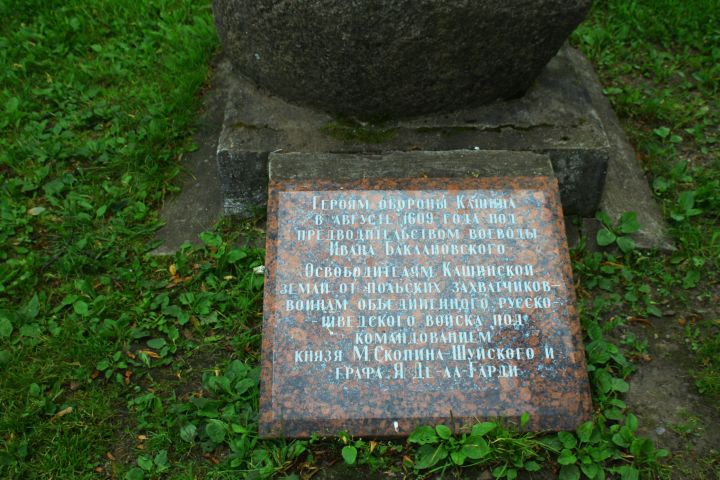 Героям обороны Кашина
в августе 1609 года под
предводительством воеводы
Ивана Баклановского.
Освободителям Кашинской
земли от польских захватчиков-
воинам объединенного русско-
шведского войска под
командованием
князя М.Скопина-Шуйского и
графа Я Де-ла-Гарди